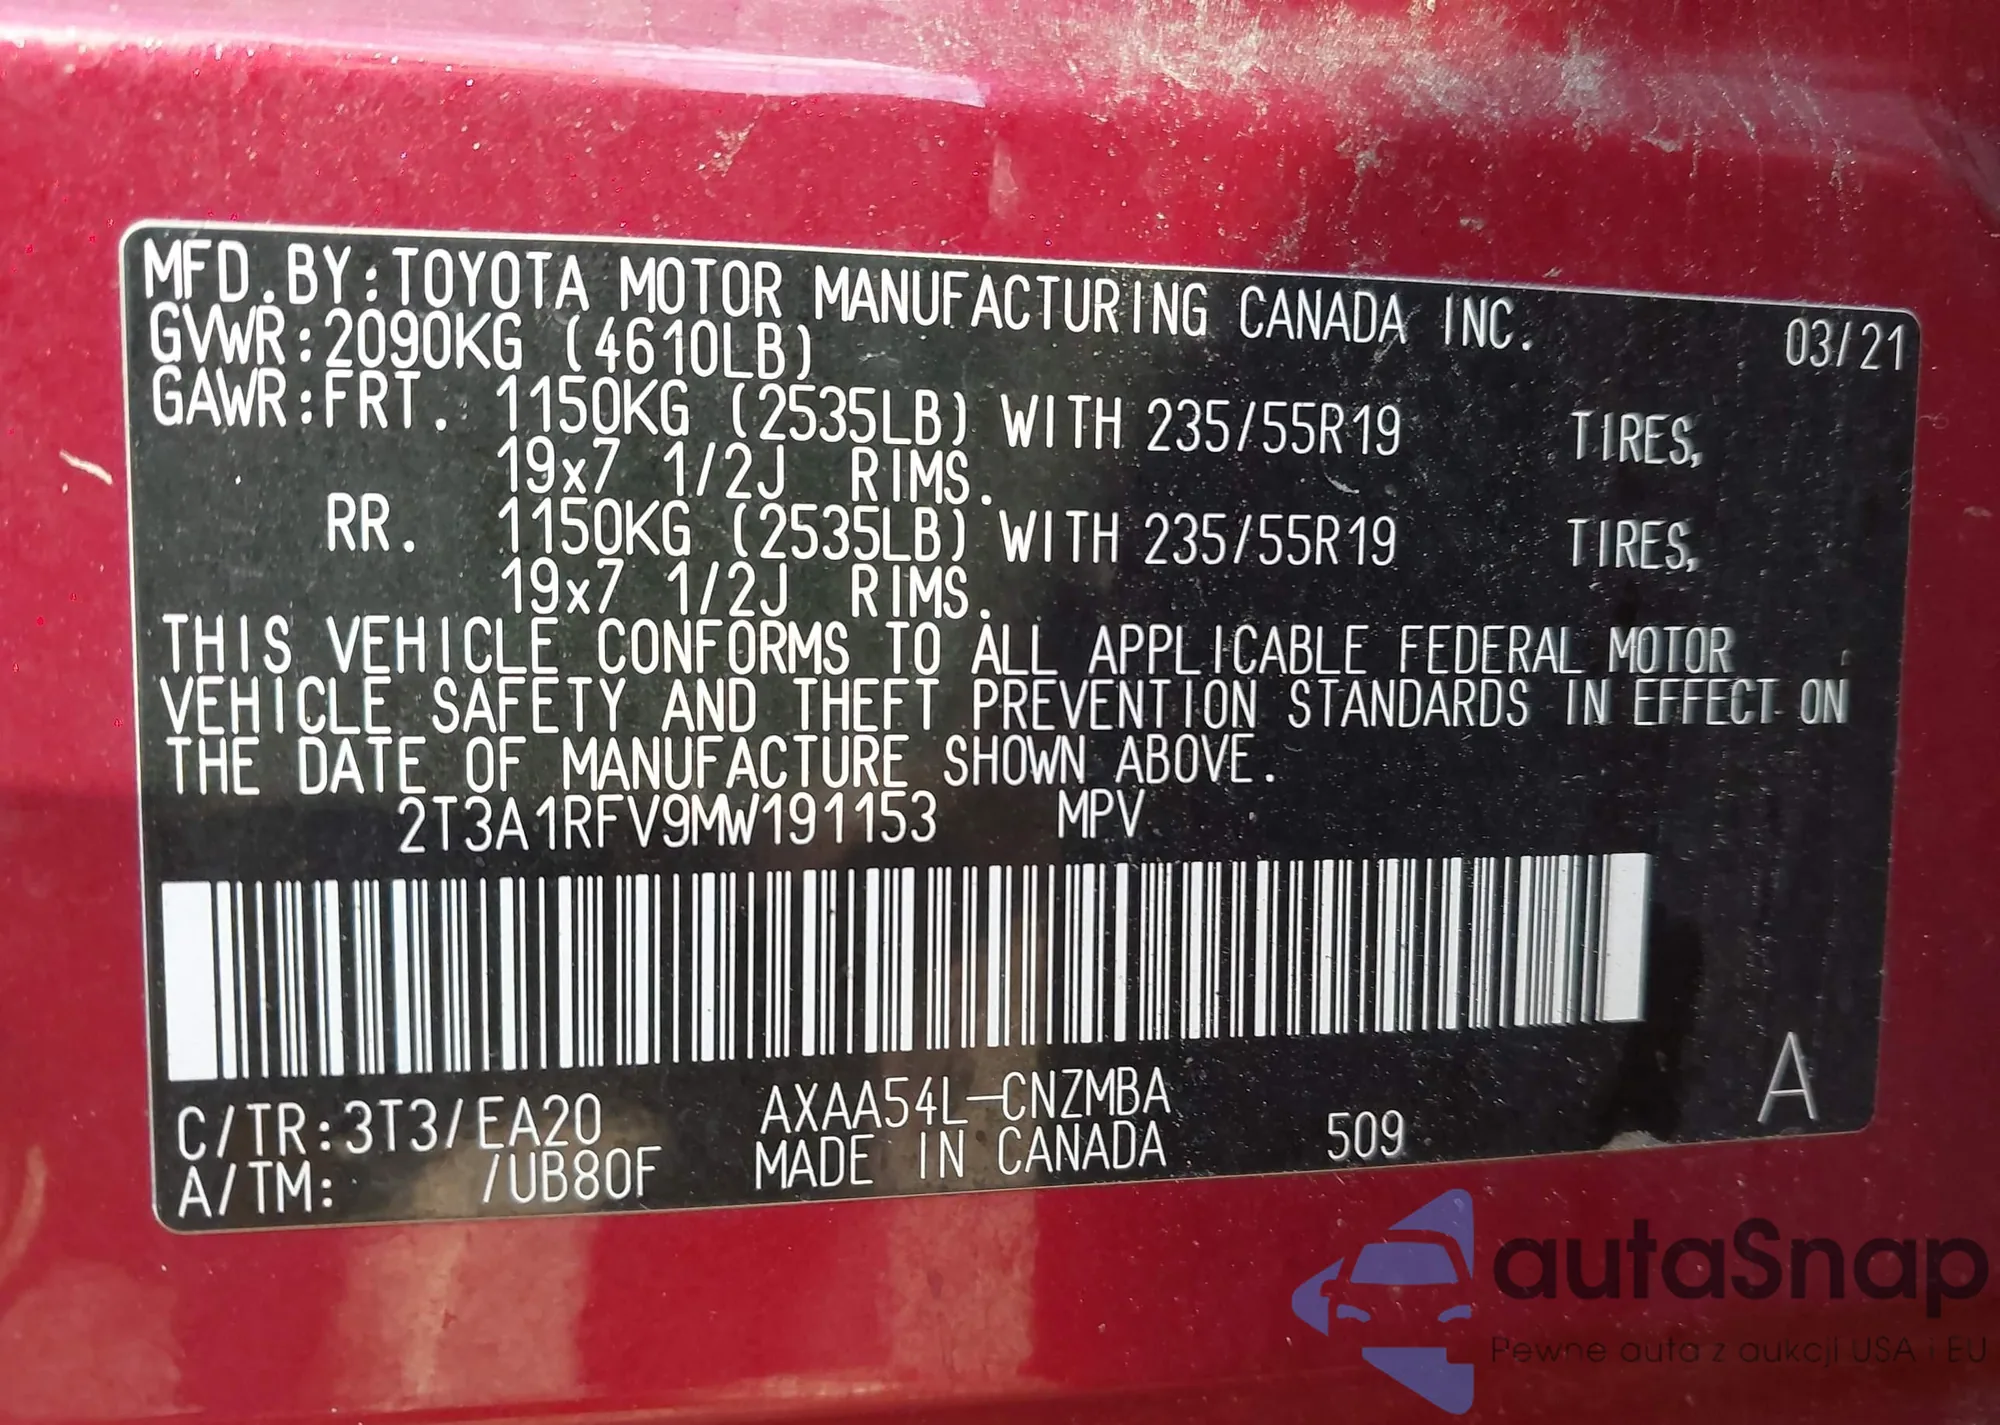 MFD.BY:TOYOTA MOTOR MANUFACTURING CANADA INC. 03/21
GVWR:2090KG (4610LB)
GAWR:FRT. 1150KG (2535LB) WITH 235/55R19 TIRES,
19x7 1/2J RIMS.
RR. 1150KG (2535LB) WITH 235/55R19 TIRES,
19x7 1/2J RIMS.
THIS VEHICLE CONFORMS TO ALL APPLICABLE FEDERAL MOTOR
VEHICLE SAFETY AND THEFT PREVENTION STANDARDS IN EFFECT ON
THE DATE OF MANUFACTURE SHOWN ABOVE.
2T3A1RFV9MW191153 MPV
C/TR:3T3/EA20 AXAA54L-CNZMBA A
A/TM: /UB80F MADE IN CANADA 509
autaSnap
Pewne auta z aukcji USA i EU